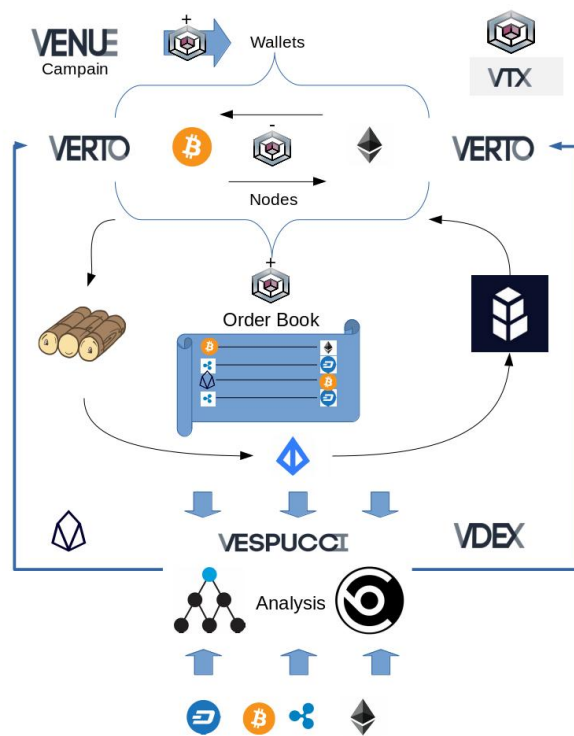 +
VENUE
Wallets
Campain
VTX
-
VERTO
VERTO
Nodes
+
Order Book
VESPUCCI
VDEX
Analysis